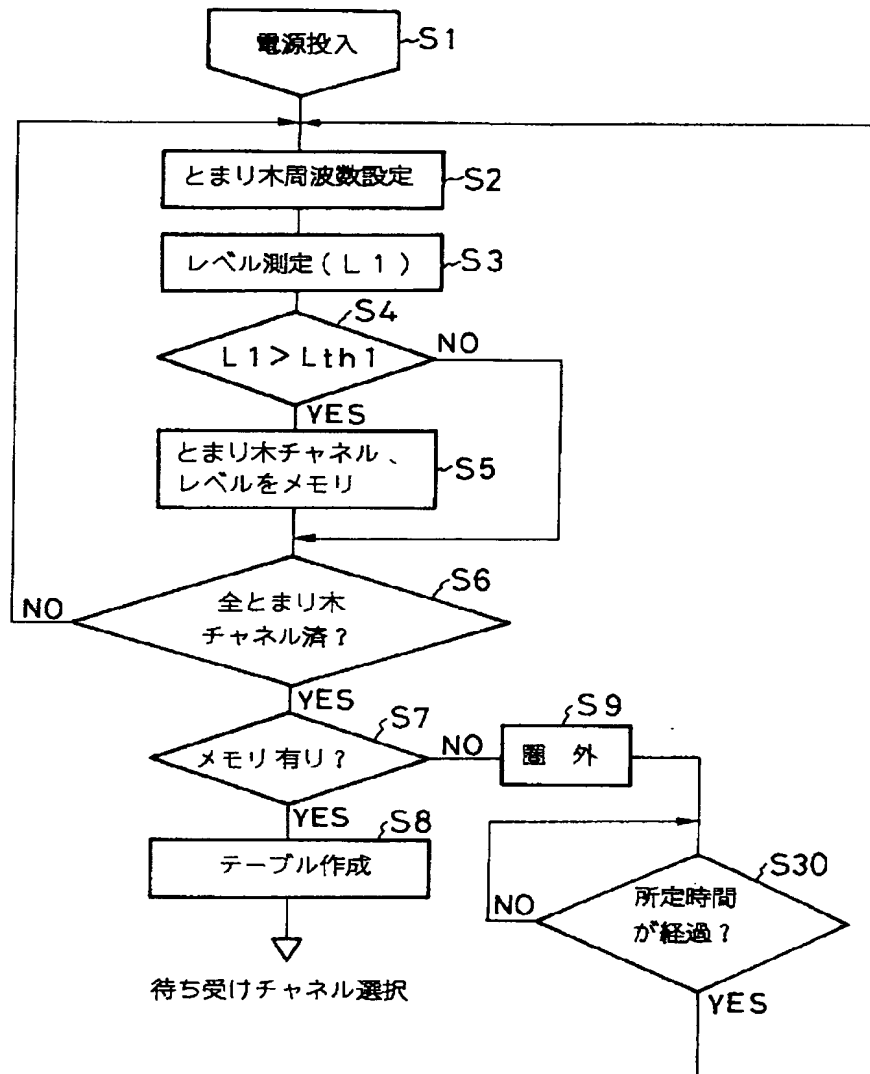 電源投入
S1
とまり木周波数設定
S2
レベル測定(L1)
S3
S4
L1>Lth1
NO
YES
とまり木チャネル、
レベルをメモリ
S5
S6
全とまり木
チャネル済?
NO
YES
S7
メモリ有り?
NO
S9
圏 外
YES
S8
テーブル作成
S30
所定時間
が経過?
NO
YES
待ち受けチャネル選択